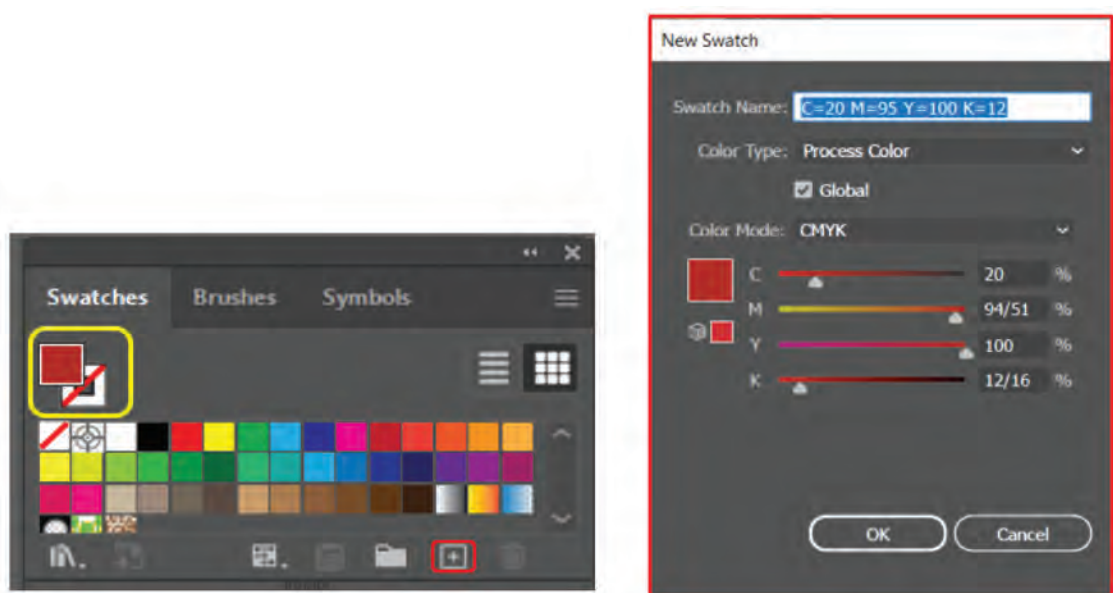 Swatches Brushes Symbols
New Swatch
Swatch Name: C=20 M=95 Y=100 K=12
Color Type: Process Color
Global
Color Mode: CMYK
C 20 %
M 94/51 %
Y 100 %
K 12/16 %
OK Cancel